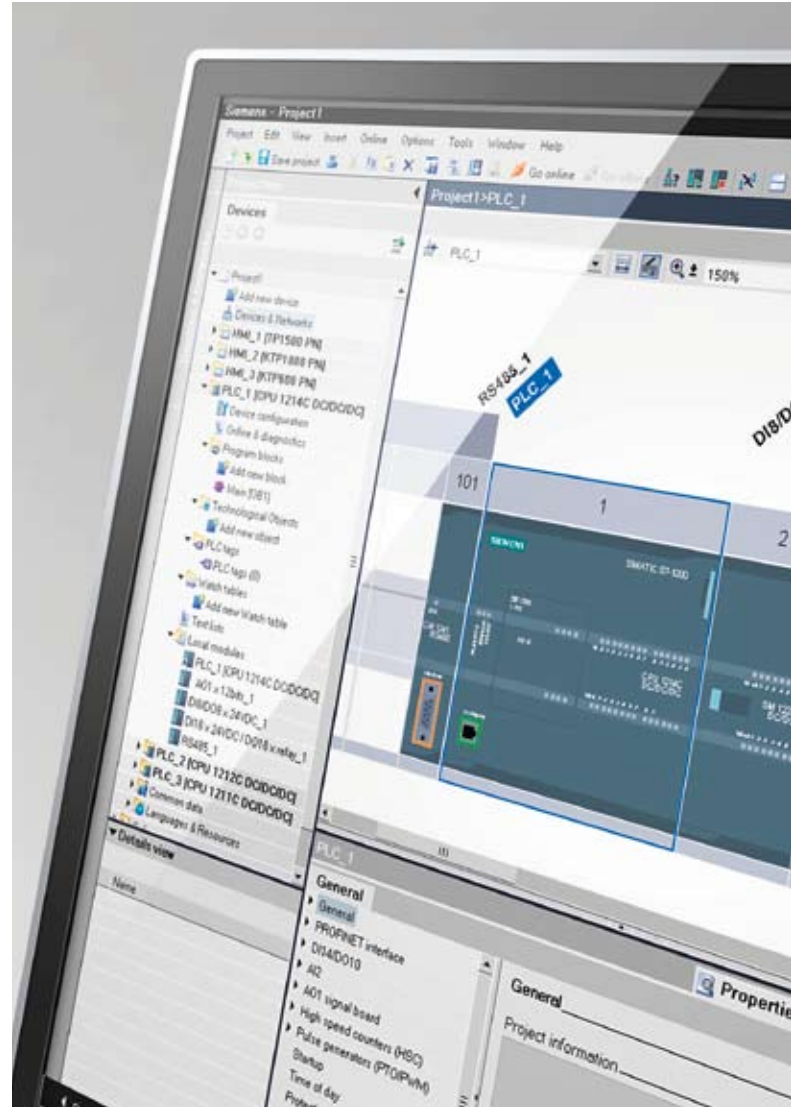 Siemens - Project1
Project Edit View Insert Online Options Tools Window Help
Save project
Go online
Project1>PLC_1
Devices
PLC_1
150%
Project1
Add new device
Devices & Networks
HMI_1 [TP1500 PN]
HMI_2 [KTP1000 PN]
HMI_3 [KTP600 PN]
PLC_1 [CPU 1214C DC/DC/DC]
Device configuration
Online & diagnostics
Program blocks
Add new block
Main [OB1]
Technological Objects
Add new object
PLC tags
PLC tags (0)
Watch tables
Add new Watch table
Text lists
Local modules
PLC_1 [CPU 1214C DC/DC/DC]
AO1 x 12bits_1
DI8/DO8 x 24VDC_1
DI18 x 24VDC / DO18 x relay_1
RS485_1
PLC_2 [CPU 1212C DC/DC/DC]
PLC_3 [CPU 1211C DC/DC/DC]
Common data
Languages & Resources
Details view
Name
RS485_1
PLC_1
101
1
2
SIEMENS
SIMATIC S7-1200
PLC_1
General
General
PROFINET interface
DI14/DO10
AI2
AO1 signal board
High speed counters (HSC)
Pulse generators (PTO/PWM)
Startup
Time of day
Properties
General
Project information